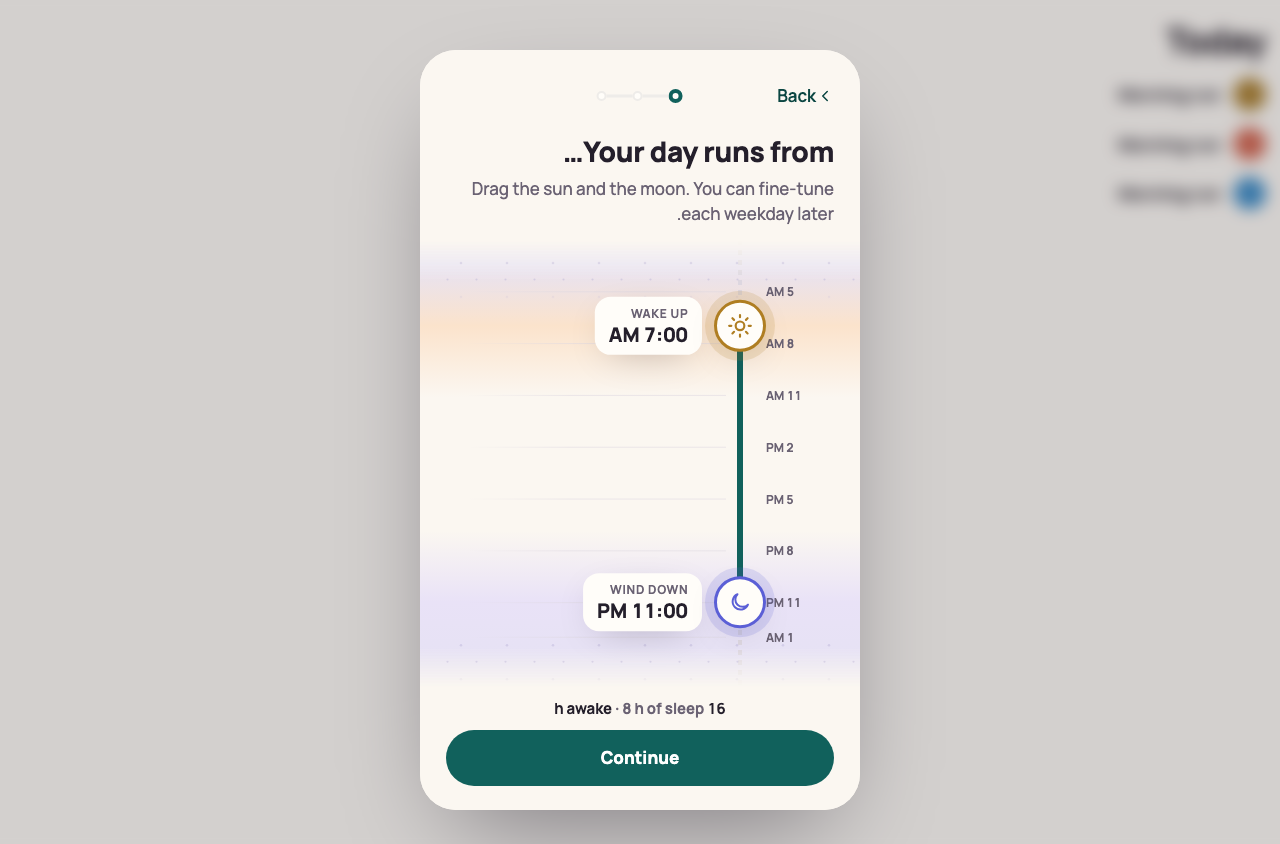 Today
Back
...Your day runs from
Drag the sun and the moon. You can fine-tune
.each weekday later
AM 5
WAKE UP
AM 7:00
AM 8
AM 11
PM 2
PM 5
PM 8
WIND DOWN
PM 11:00
PM 11
AM 1
h awake · 8 h of sleep 16
Continue